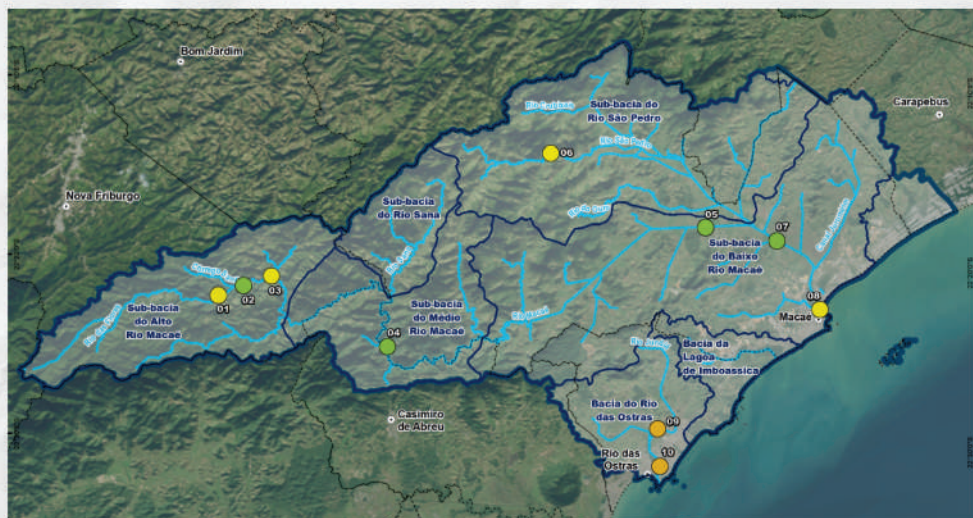 Bom Jardim
Carapebus
Sub-bacia do
Rio São Pedro
Rio São Pedro
06
Nova Friburgo
Sub-bacia
do Rio Sana
05
Sub-bacia
do Baixo
Rio Macaé
07
03
02
01
Sub-bacia
do Alto
Rio Macaé
Sub-bacia
do Médio
Rio Macaé
Rio Macaé
08
Macaé
04
Bacia da
Lagoa
de Imboassica
Casimiro
de Abreu
Bacia do Rio
das Ostras
09
10
Rio das
Ostras